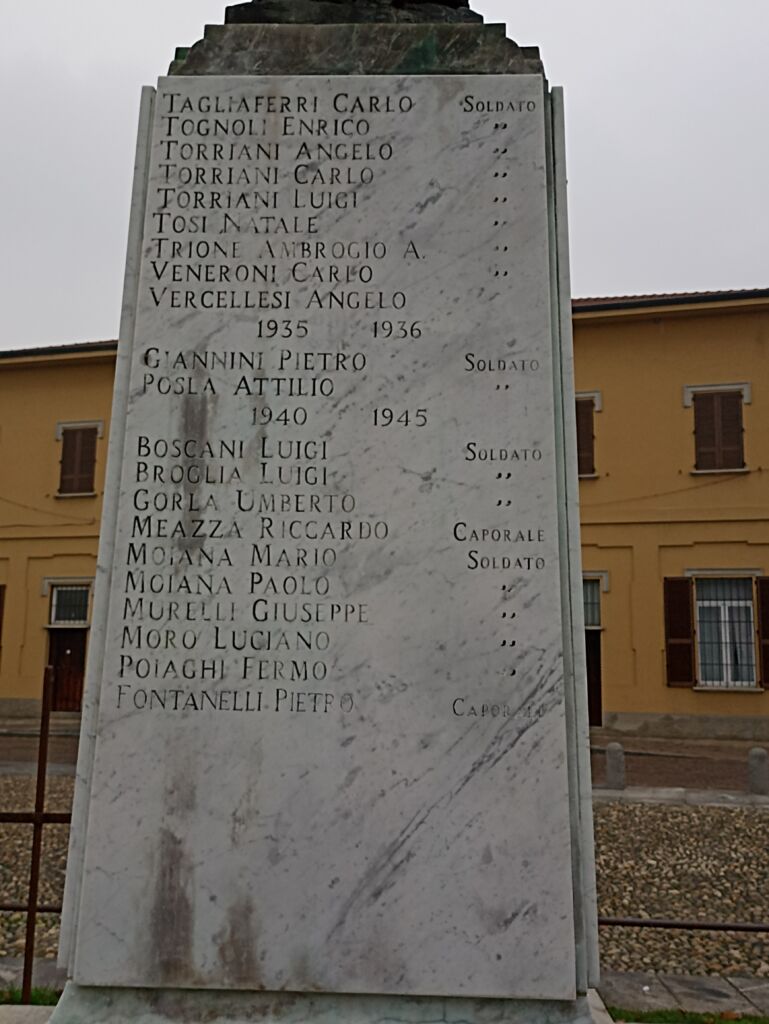 TAGLIAFERRI CARLO SOLDATO
TOGNOLI ENRICO "
TORRIANI ANGELO "
TORRIANI CARLO "
TORRIANI LUIGI "
TOSI NATALE "
TRIONE AMBROGIO A. "
VENERONI CARLO "
VERCELLESI ANGELO
1935 1936
GIANNINI PIETRO SOLDATO
POSLA ATTILIO "
1940 1945
BOSCANI LUIGI SOLDATO
BROGLIA LUIGI "
GORLA UMBERTO "
MEAZZA RICCARDO CAPORALE
MOIANA MARIO SOLDATO
MOIANA PAOLO "
MURELLI GIUSEPPE "
MORO LUCIANO "
POIAGHI FERMO "
FONTANELLI PIETRO CAPORALE